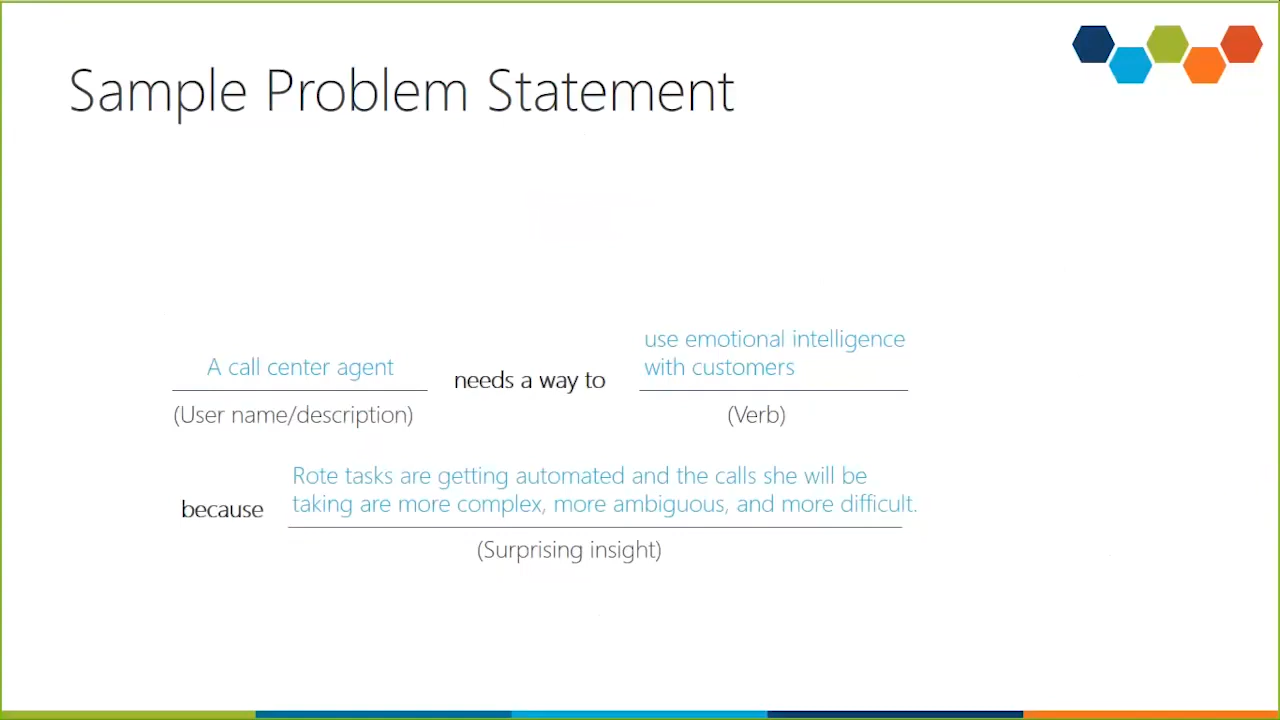 Sample Problem Statement
A call center agent
needs a way to
use emotional intelligence
with customers
(User name/description)
(Verb)
because
Rote tasks are getting automated and the calls she will be
taking are more complex, more ambiguous, and more difficult.
(Surprising insight)